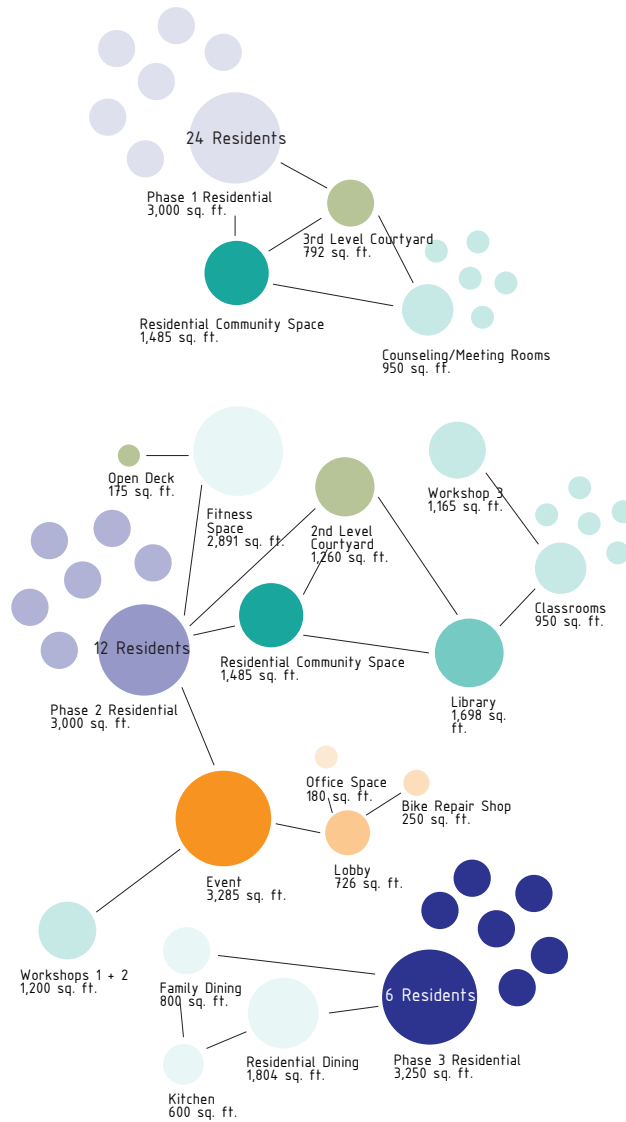 24 Residents
Phase 1 Residential
3,000 sq. ft.
3rd Level Courtyard
792 sq. ft.
Residential Community Space
1,485 sq. ft.
Counseling/Meeting Rooms
950 sq. ft.
Open Deck
175 sq. ft.
Fitness
Space
2,891 sq. ft.
2nd Level
Courtyard
1,260 sq. ft.
Workshop 3
1,165 sq. ft.
Classrooms
950 sq. ft.
12 Residents
Phase 2 Residential
3,000 sq. ft.
Residential Community Space
1,485 sq. ft.
Library
1,698 sq.
ft.
Office Space
180 sq. ft.
Bike Repair Shop
250 sq. ft.
Event
3,285 sq. ft.
Lobby
726 sq. ft.
Workshops 1 + 2
1,200 sq. ft.
Family Dining
800 sq. ft.
6 Residents
Residential Dining
1,804 sq. ft.
Phase 3 Residential
3,250 sq. ft.
Kitchen
600 sq. ft.